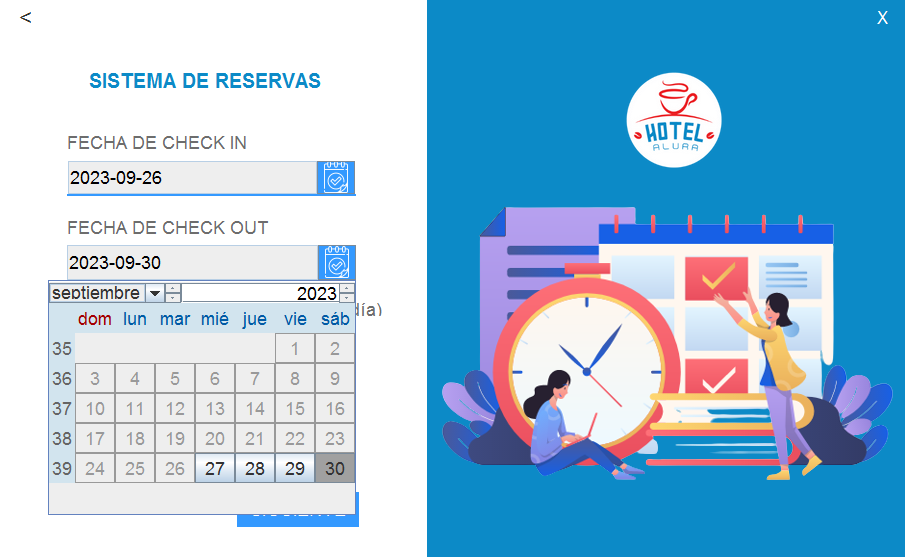 <
X
SISTEMA DE RESERVAS
HOTEL
ALURA
FECHA DE CHECK IN
2023-09-26
FECHA DE CHECK OUT
2023-09-30
septiembre 2023
día)
dom lun mar mié jue vie sáb
35 1 2
36 3 4 5 6 7 8 9
37 10 11 12 13 14 15 16
38 17 18 19 20 21 22 23
39 24 25 26 27 28 29 30